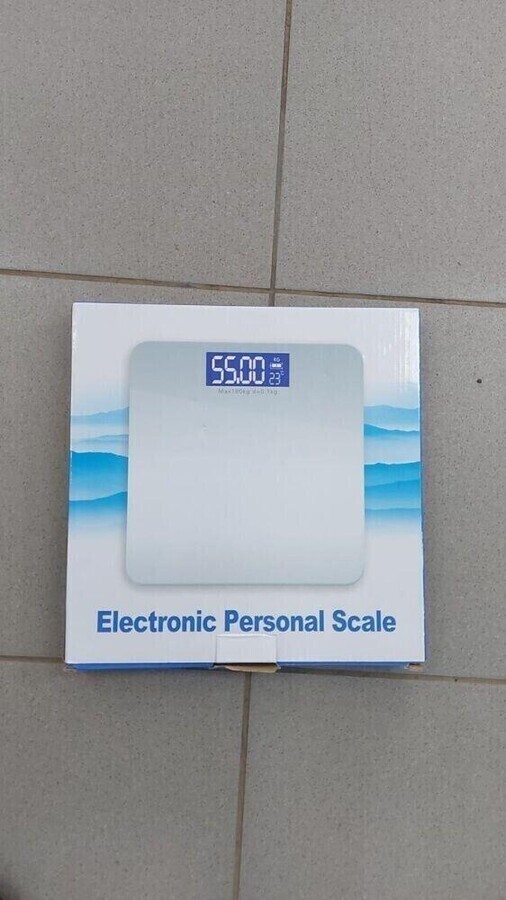 55.00
KG
23°C
Max180kg d=0.1kg
Electronic Personal Scale